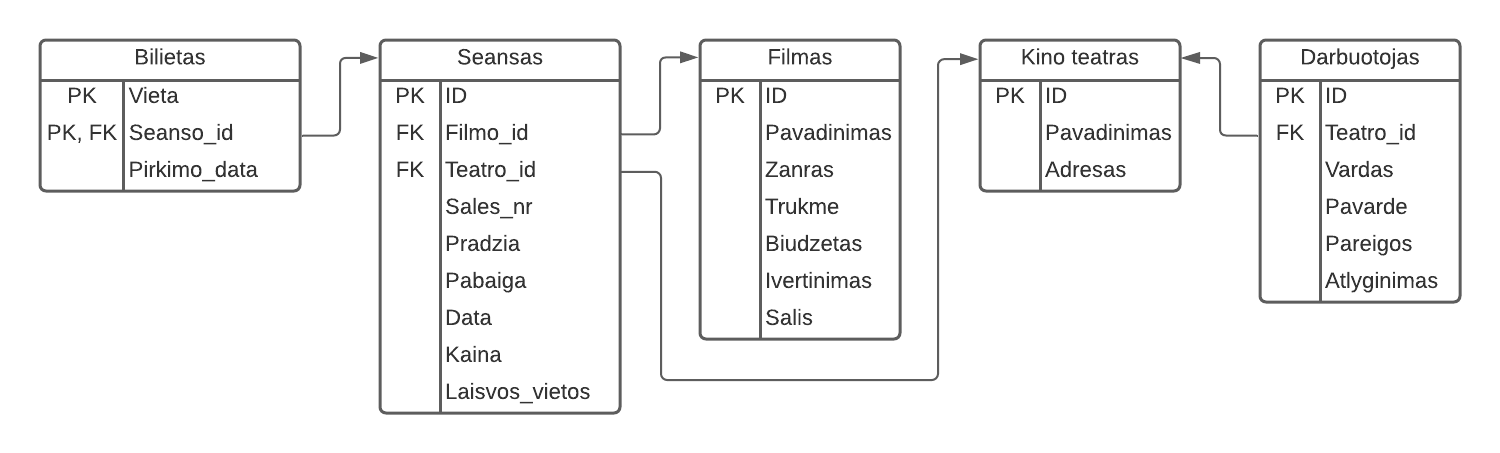 Bilietas
PK Vieta
PK, FK Seanso_id
Pirkimo_data
Seansas
PK ID
FK Filmo_id
FK Teatro_id
Sales_nr
Pradzia
Pabaiga
Data
Kaina
Laisvos_vietos
Filmas
PK ID
Pavadinimas
Zanras
Trukme
Biudzetas
Ivertinimas
Salis
Kino teatras
PK ID
Pavadinimas
Adresas
Darbuotojas
PK ID
FK Teatro_id
Vardas
Pavarde
Pareigos
Atlyginimas